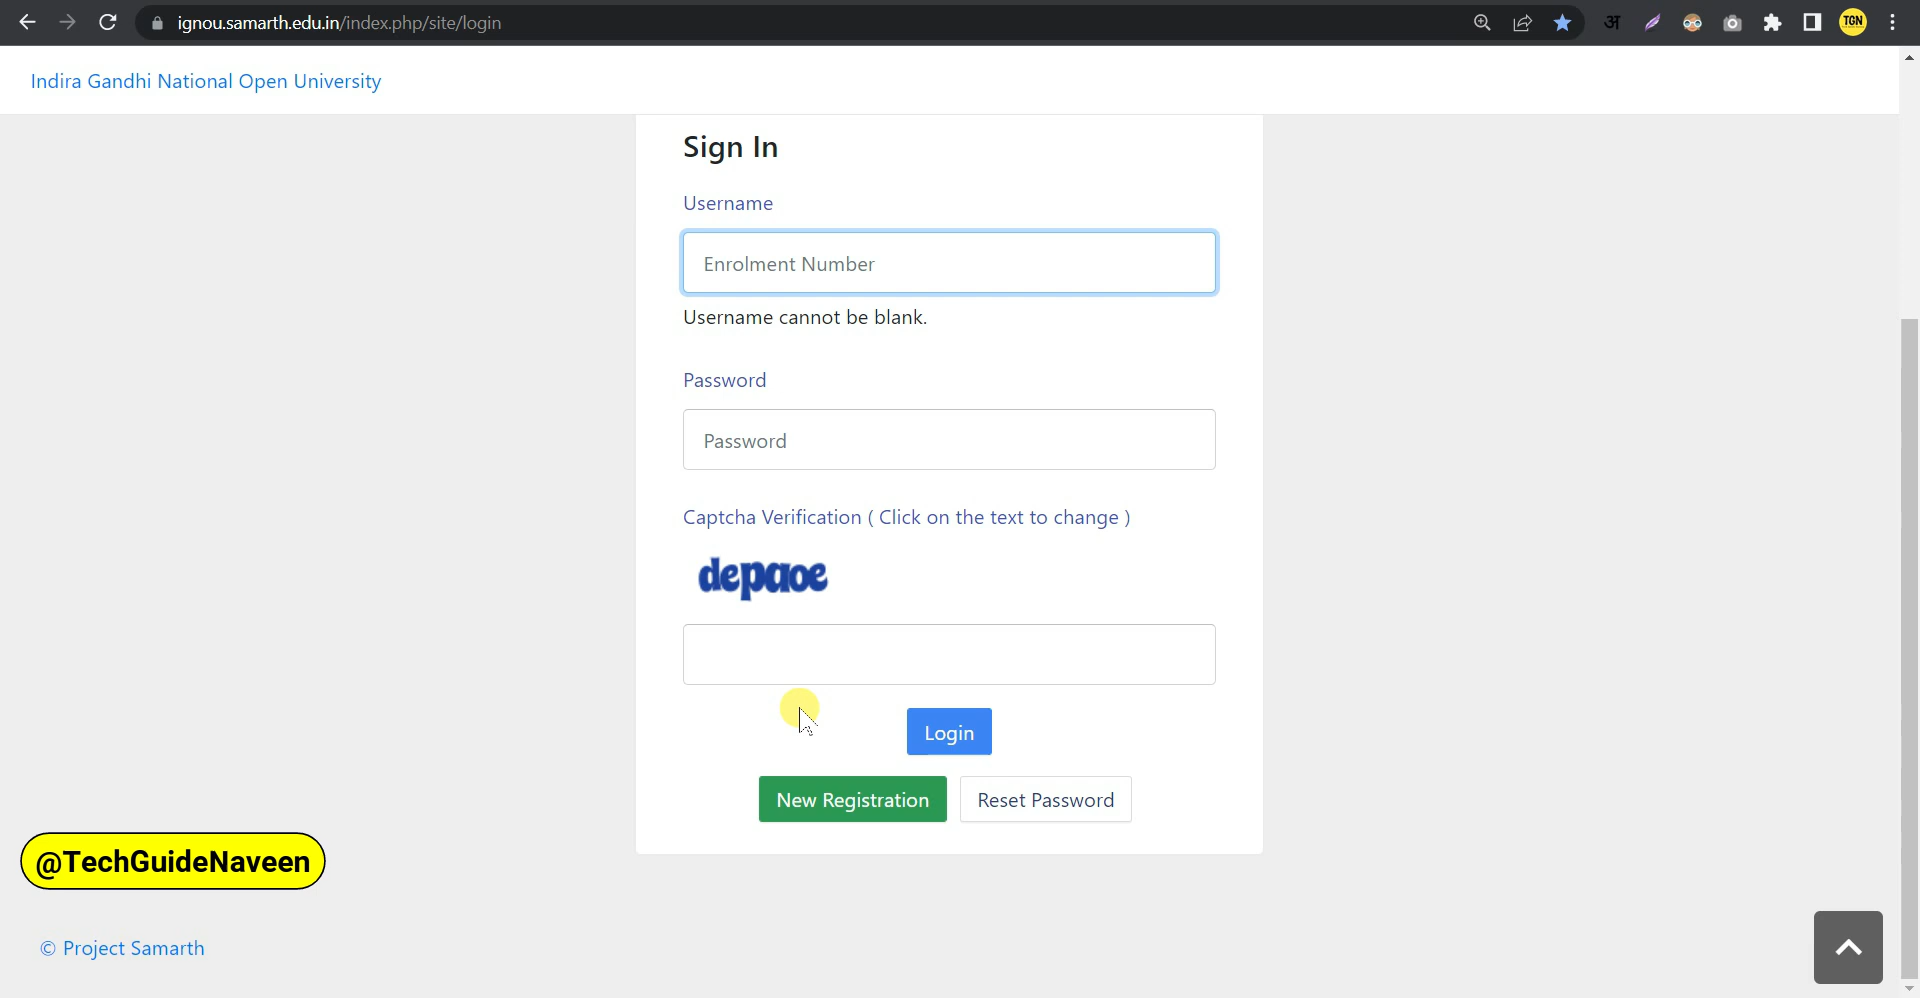 ignou.samarth.edu.in/index.php/site/login
अ
TGN
Indira Gandhi National Open University
Sign In
Username
Enrolment Number
Username cannot be blank.
Password
Password
Captcha Verification ( Click on the text to change )
depaoe
Login
New Registration
Reset Password
@TechGuideNaveen
© Project Samarth